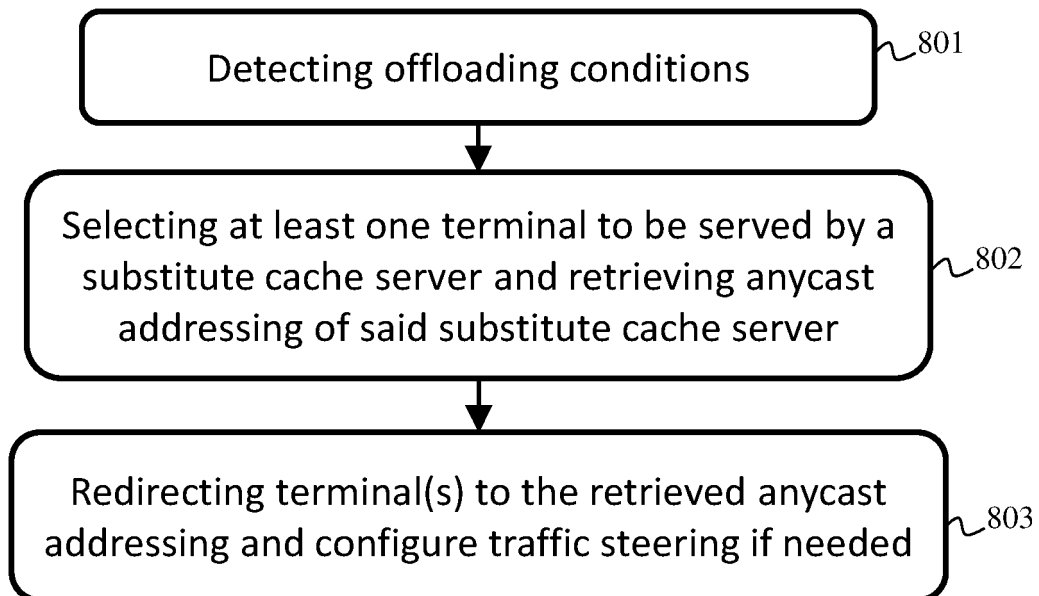 Detecting offloading conditions
801
Selecting at least one terminal to be served by a
substitute cache server and retrieving anycast
addressing of said substitute cache server
802
Redirecting terminal(s) to the retrieved anycast
addressing and configure traffic steering if needed
803